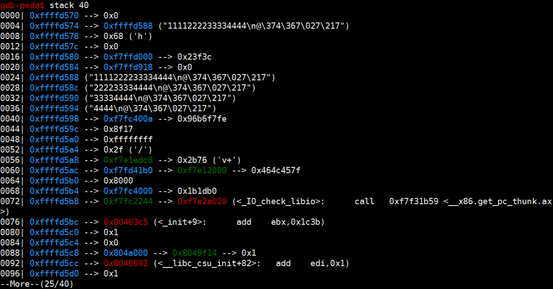 gdb-peda$ stack 40
0000| 0xffffd570 --> 0x0
0004| 0xffffd574 --> 0xffffd588 ("1111222233334444\n@\374\367\027\217")
0008| 0xffffd578 --> 0x68 ('h')
0012| 0xffffd57c --> 0x0
0016| 0xffffd580 --> 0xf7ffd000 --> 0x23f3c
0020| 0xffffd584 --> 0xf7ffd918 --> 0x0
0024| 0xffffd588 ("1111222233334444\n@\374\367\027\217")
0028| 0xffffd58c ("222233334444\n@\374\367\027\217")
0032| 0xffffd590 ("33334444\n@\374\367\027\217")
0036| 0xffffd594 ("4444\n@\374\367\027\217")
0040| 0xffffd598 --> 0xf7fc400a --> 0x96b6f7fe
0044| 0xffffd59c --> 0x8f17
0048| 0xffffd5a0 --> 0xffffffff
0052| 0xffffd5a4 --> 0x2f ('/')
0056| 0xffffd5a8 --> 0xf7e1edc8 --> 0x2b76 ('v+')
0060| 0xffffd5ac --> 0xf7fd41b0 --> 0xf7e12000 --> 0x464c457f
0064| 0xffffd5b0 --> 0x8000
0068| 0xffffd5b4 --> 0xf7fc4000 --> 0x1b1db0
0072| 0xffffd5b8 --> 0xf7fc2244 --> 0xf7e2a020 (<_IO_check_libio>: call 0xf7f31b59 <__x86.get_pc_thunk.ax
>)
0076| 0xffffd5bc --> 0x80483c5 (<_init+9>: add ebx,0x1c3b)
0080| 0xffffd5c0 --> 0x1
0084| 0xffffd5c4 --> 0x0
0088| 0xffffd5c8 --> 0x804a000 --> 0x8049f14 --> 0x1
0092| 0xffffd5cc --> 0x8048692 (<__libc_csu_init+82>: add edi,0x1)
0096| 0xffffd5d0 --> 0x1
--More--(25/40)